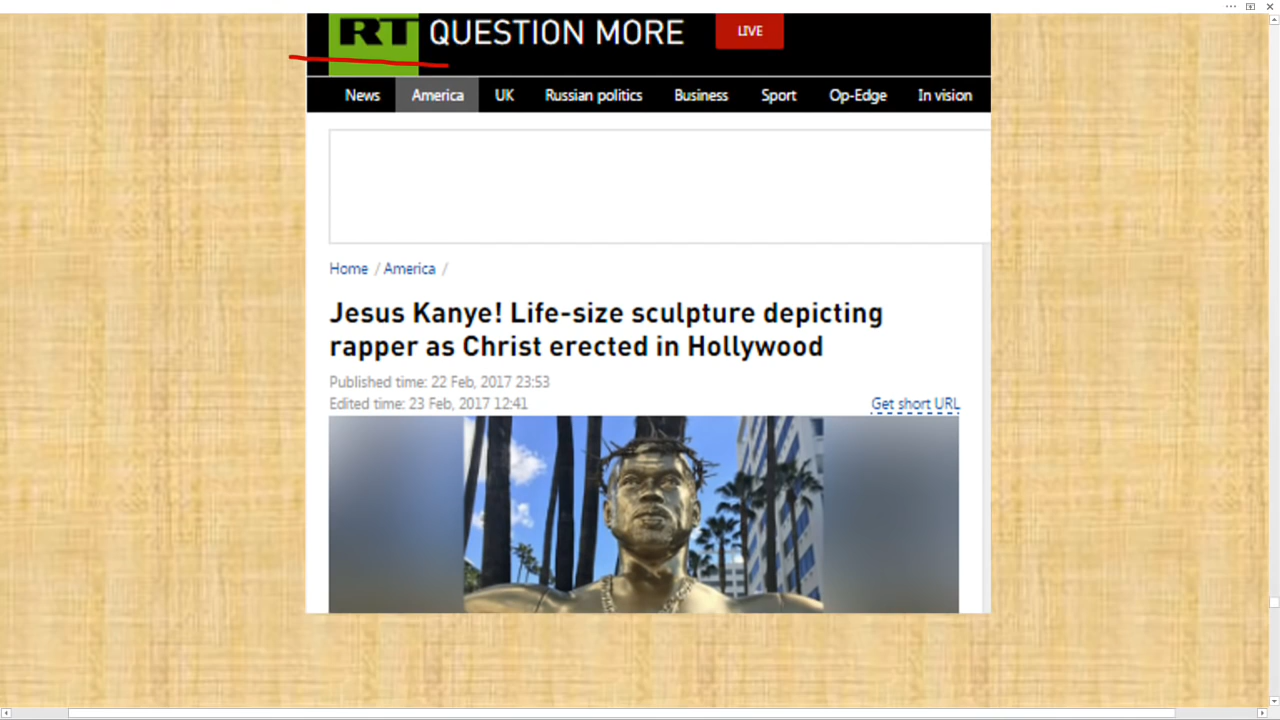 RT QUESTION MORE LIVE
News America UK Russian politics Business Sport Op-Edge In vision
Home / America /
Jesus Kanye! Life-size sculpture depicting
rapper as Christ erected in Hollywood
Published time: 22 Feb, 2017 23:53
Edited time: 23 Feb, 2017 12:41
Get short URL